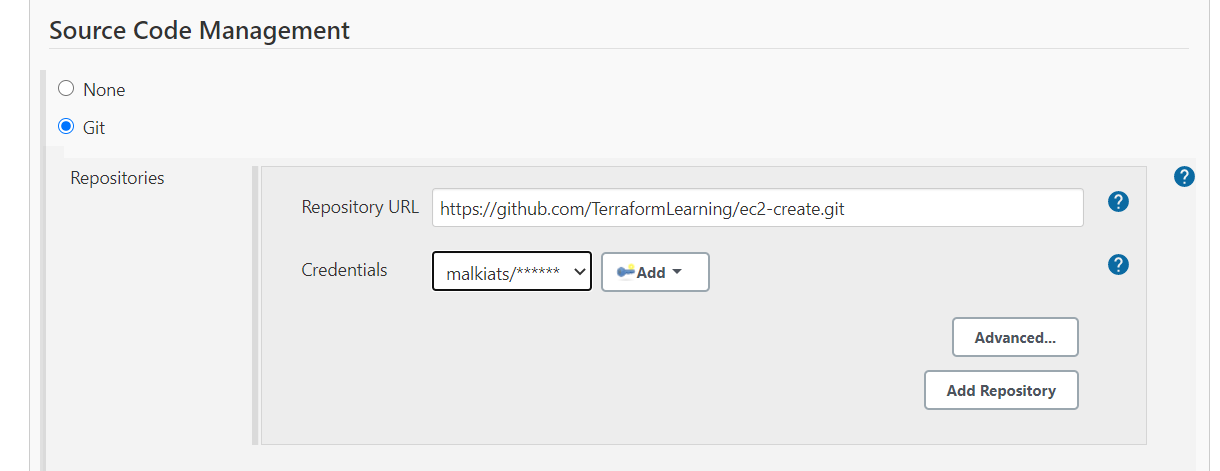 Source Code Management
None
Git
Repositories
?
Repository URL
https://github.com/TerraformLearning/ec2-create.git
?
Credentials
malkiats/******
Add
?
Advanced...
Add Repository